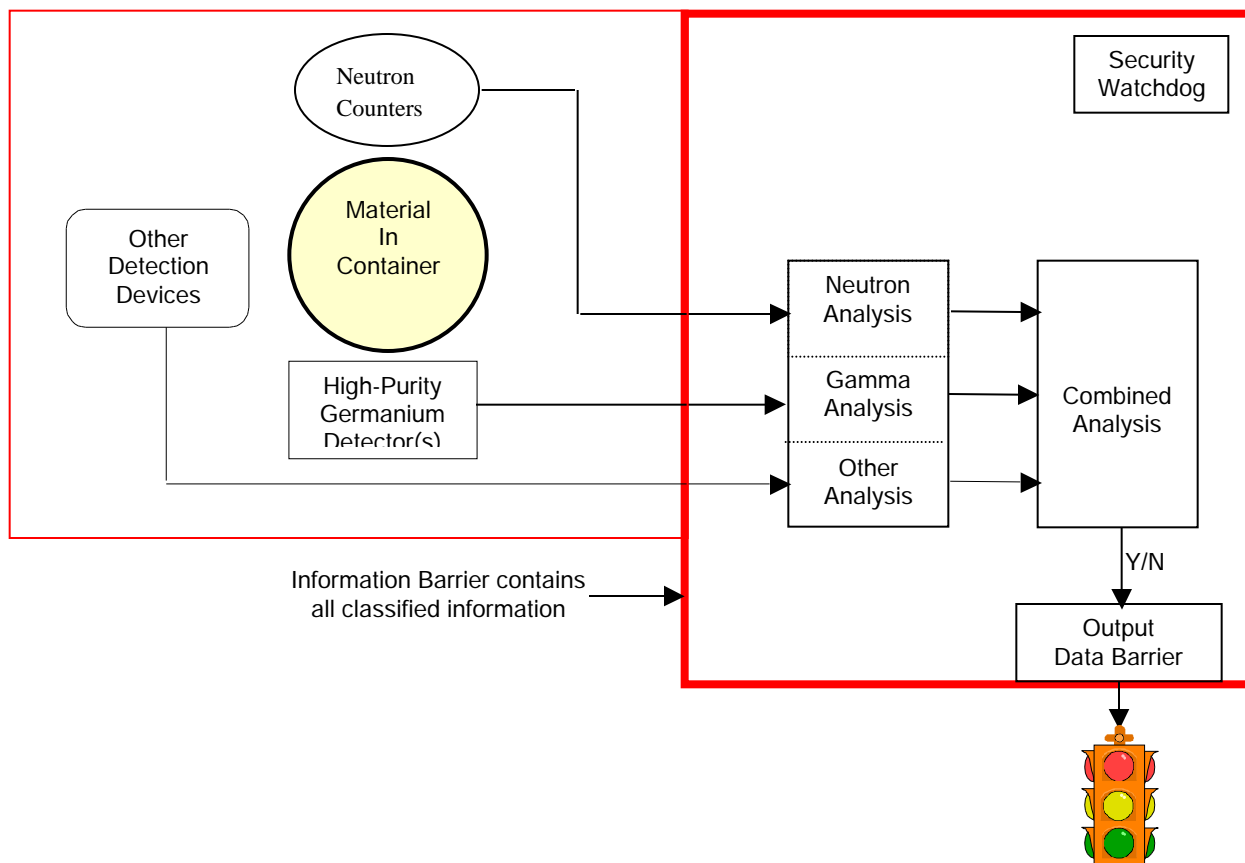 Neutron
Counters
Security
Watchdog
Material
In
Container
Other
Detection
Devices
High-Purity
Germanium
Detector(s)
Neutron
Analysis
Gamma
Analysis
Other
Analysis
Combined
Analysis
Y/N
Information Barrier contains
all classified information
Output
Data Barrier